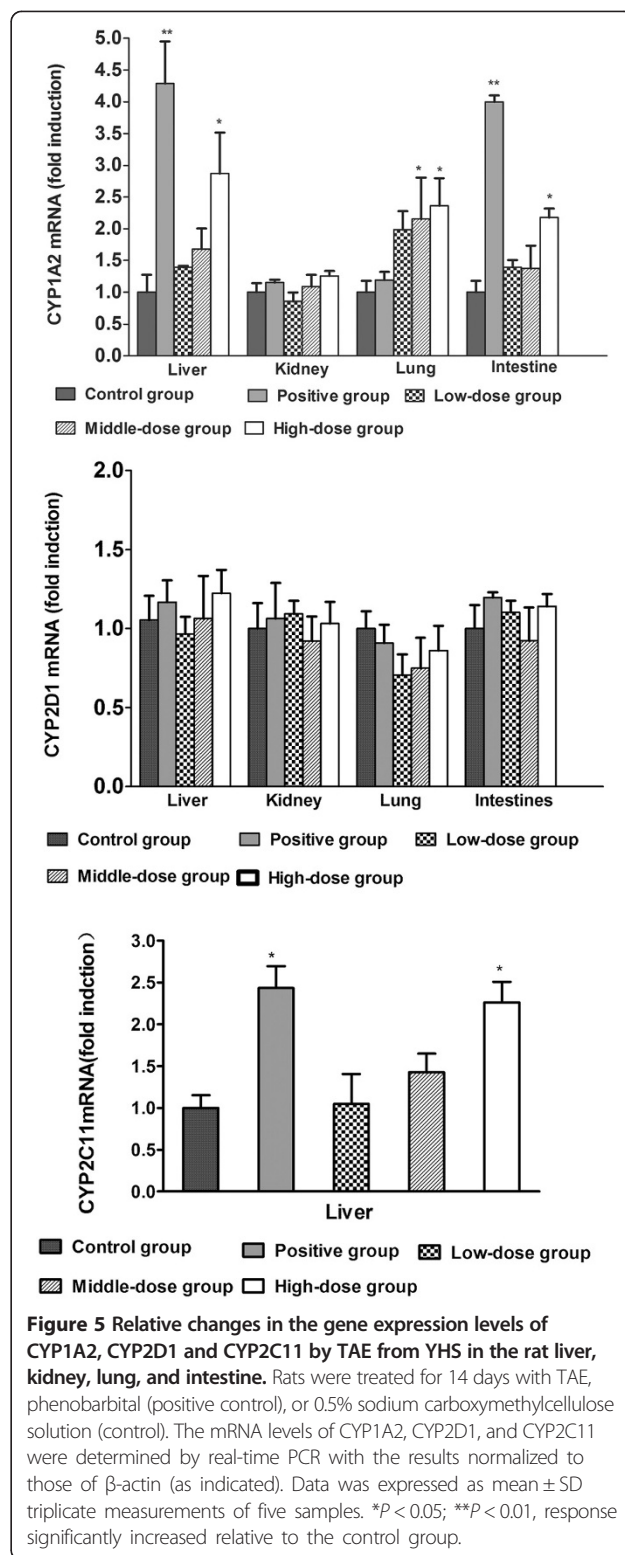 CYP1A2 mRNA (fold induction)
5.0
4.5
4.0
3.5
3.0
2.5
2.0
1.5
1.0
0.5
0.0
**
*
* *
**
*
Liver Kidney Lung Intestine
Control group Positive group Low-dose group
Middle-dose group High-dose group
CYP2D1 mRNA (fold indction)
2.0
1.5
1.0
0.5
0.0
Liver Kidney Lung Intestines
Control group Positive group Low-dose group
Middle-dose group High-dose group
CYP2C11mRNA(fold indction）
3.0
2.5
2.0
1.5
1.0
0.5
0.0
* *
Liver
Control group Positive group Low-dose group
Middle-dose group High-dose group
Figure 5 Relative changes in the gene expression levels of
CYP1A2, CYP2D1 and CYP2C11 by TAE from YHS in the rat liver,
kidney, lung, and intestine. Rats were treated for 14 days with TAE,
phenobarbital (positive control), or 0.5% sodium carboxymethylcellulose
solution (control). The mRNA levels of CYP1A2, CYP2D1, and CYP2C11
were determined by real-time PCR with the results normalized to
those of β-actin (as indicated). Data was expressed as mean ± SD
triplicate measurements of five samples. *P < 0.05; **P < 0.01, response
significantly increased relative to the control group.